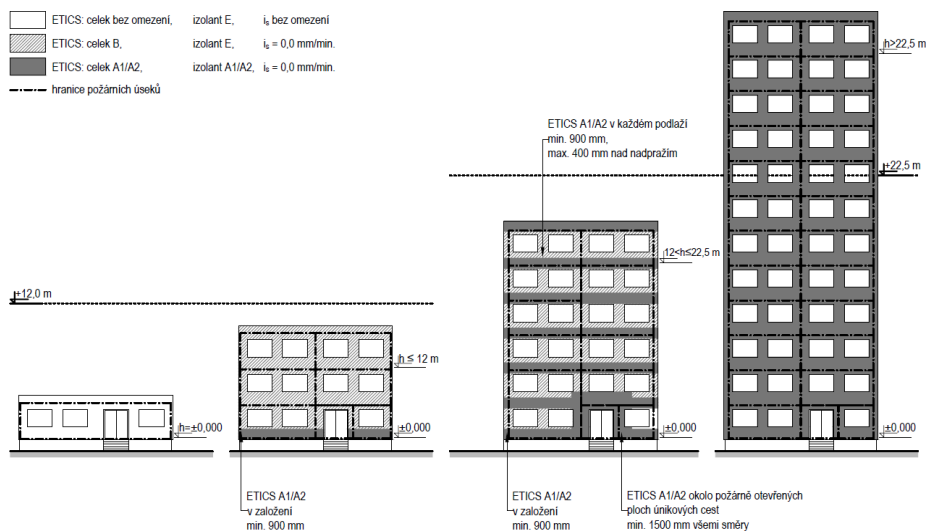 ETICS: celek bez omezení, izolant E, iₛ bez omezení
ETICS: celek B, izolant E, iₛ = 0,0 mm/min.
ETICS: celek A1/A2, izolant A1/A2, iₛ = 0,0 mm/min.
hranice požárních úseků
h>22,5 m
ETICS A1/A2 v každém podlaží
min. 900 mm,
max. 400 mm nad nadpražím
+22,5 m
12<h≤22,5 m
+12,0 m
h ≤ 12 m
h=±0,000
±0,000
±0,000
±0,000
ETICS A1/A2
v založení
min. 900 mm
ETICS A1/A2
v založení
min. 900 mm
ETICS A1/A2 okolo požárně otevřených
ploch únikových cest
min. 1500 mm všemi směry